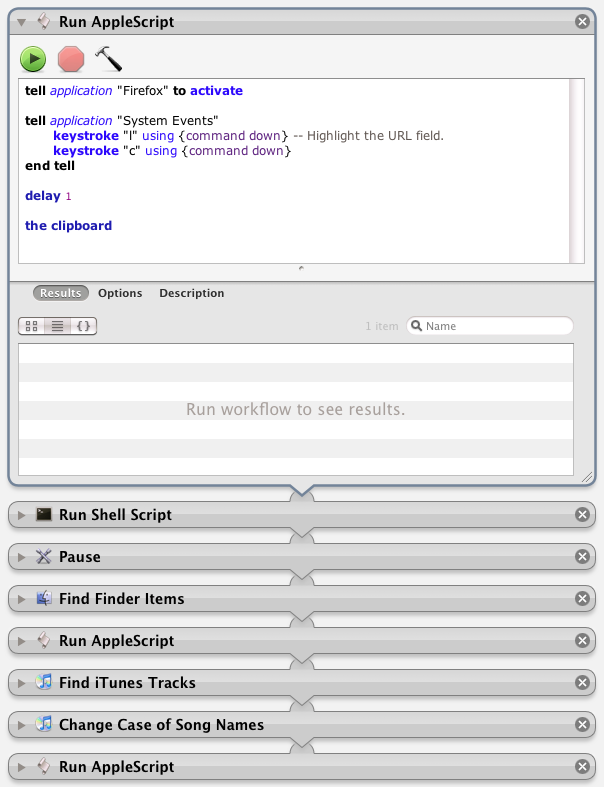 Run AppleScript
tell application "Firefox" to activate
tell application "System Events"
keystroke "l" using {command down} -- Highlight the URL field.
keystroke "c" using {command down}
end tell
delay 1
the clipboard
Results Options Description
{} 1 item Name
Run workflow to see results.
Run Shell Script
Pause
Find Finder Items
Run AppleScript
Find iTunes Tracks
Change Case of Song Names
Run AppleScript